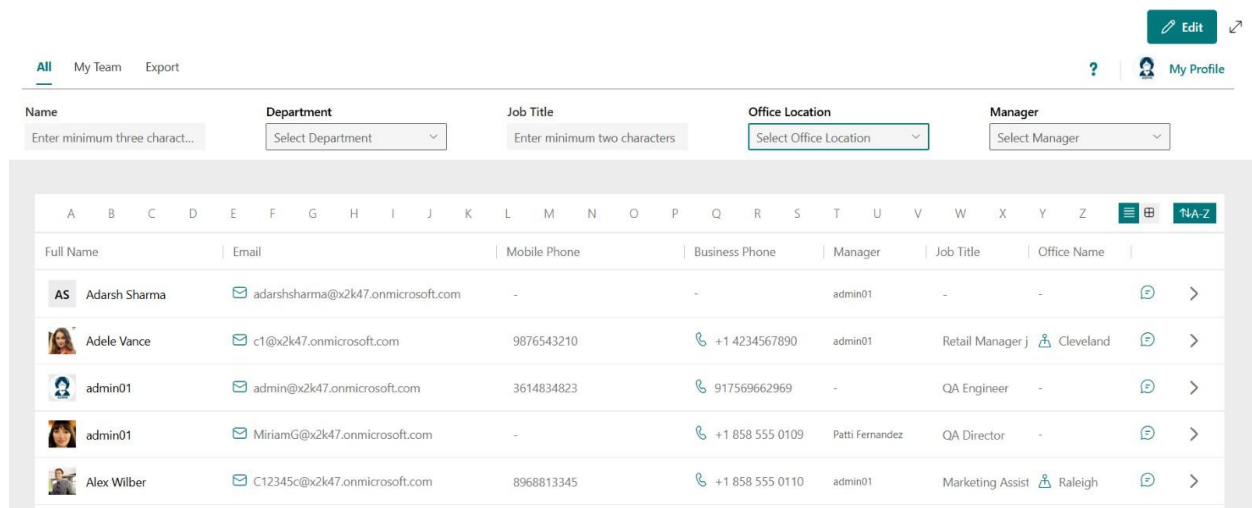 Edit
All My Team Export ? My Profile
Name Department Job Title Office Location Manager
Enter minimum three charact... Select Department Enter minimum two characters Select Office Location Select Manager
A B C D E F G H I J K L M N O P Q R S T U V W X Y Z A-Z
Full Name Email Mobile Phone Business Phone Manager Job Title Office Name
AS Adarsh Sharma adarshsharma@x2k47.onmicrosoft.com - - admin01 - -
Adele Vance c1@x2k47.onmicrosoft.com 9876543210 +1 4234567890 admin01 Retail Manager j Cleveland
admin01 admin@x2k47.onmicrosoft.com 3614834823 917569662969 - QA Engineer -
admin01 MiriamG@x2k47.onmicrosoft.com - +1 858 555 0109 Patti Fernandez QA Director -
Alex Wilber C12345c@x2k47.onmicrosoft.com 8968813345 +1 858 555 0110 admin01 Marketing Assist Raleigh